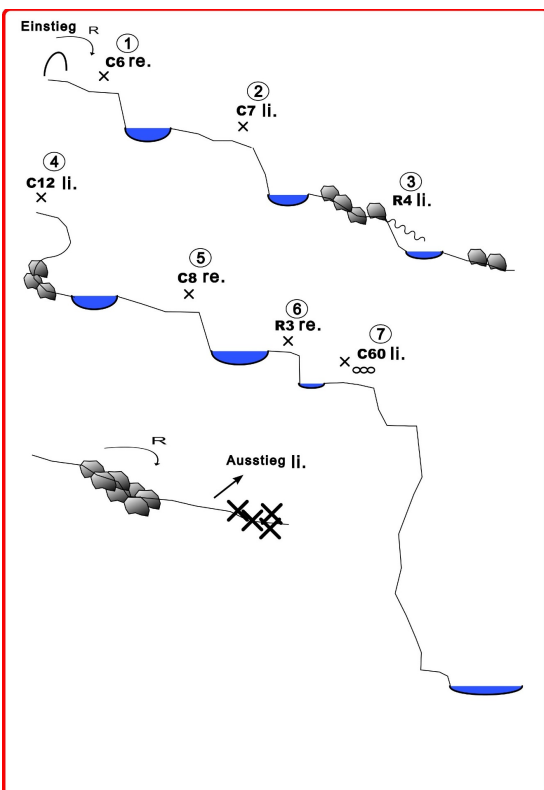 Einstieg
R
1
C6 re.
2
C7 li.
3
R4 li.
4
C12 li.
5
C8 re.
6
R3 re.
7
C60 li.
R
Ausstieg li.